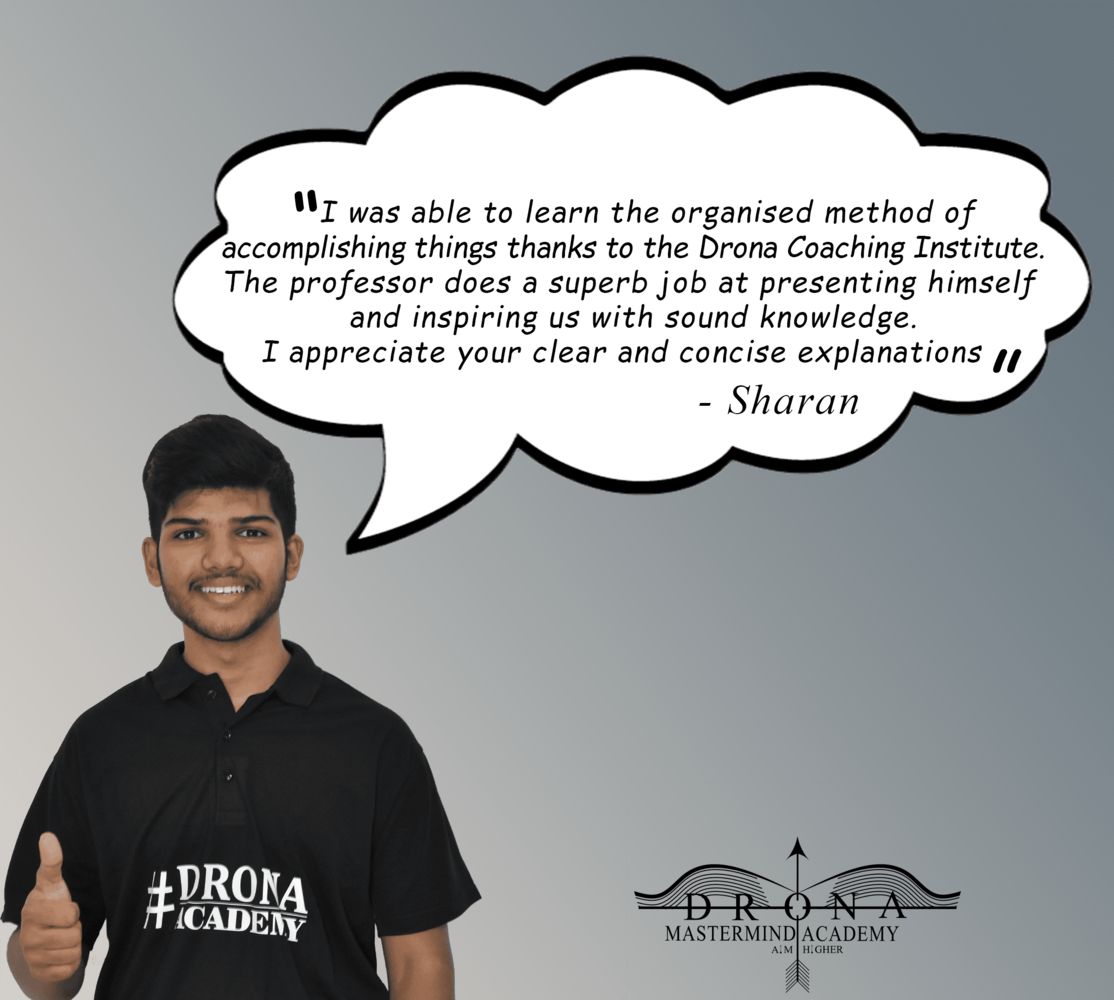 "I was able to learn the organised method of
accomplishing things thanks to the Drona Coaching Institute.
The professor does a superb job at presenting himself
and inspiring us with sound knowledge.
I appreciate your clear and concise explanations "
- Sharan
#DRONA
ACADEMY
DRONA
MASTERMIND ACADEMY
AIM HIGHER